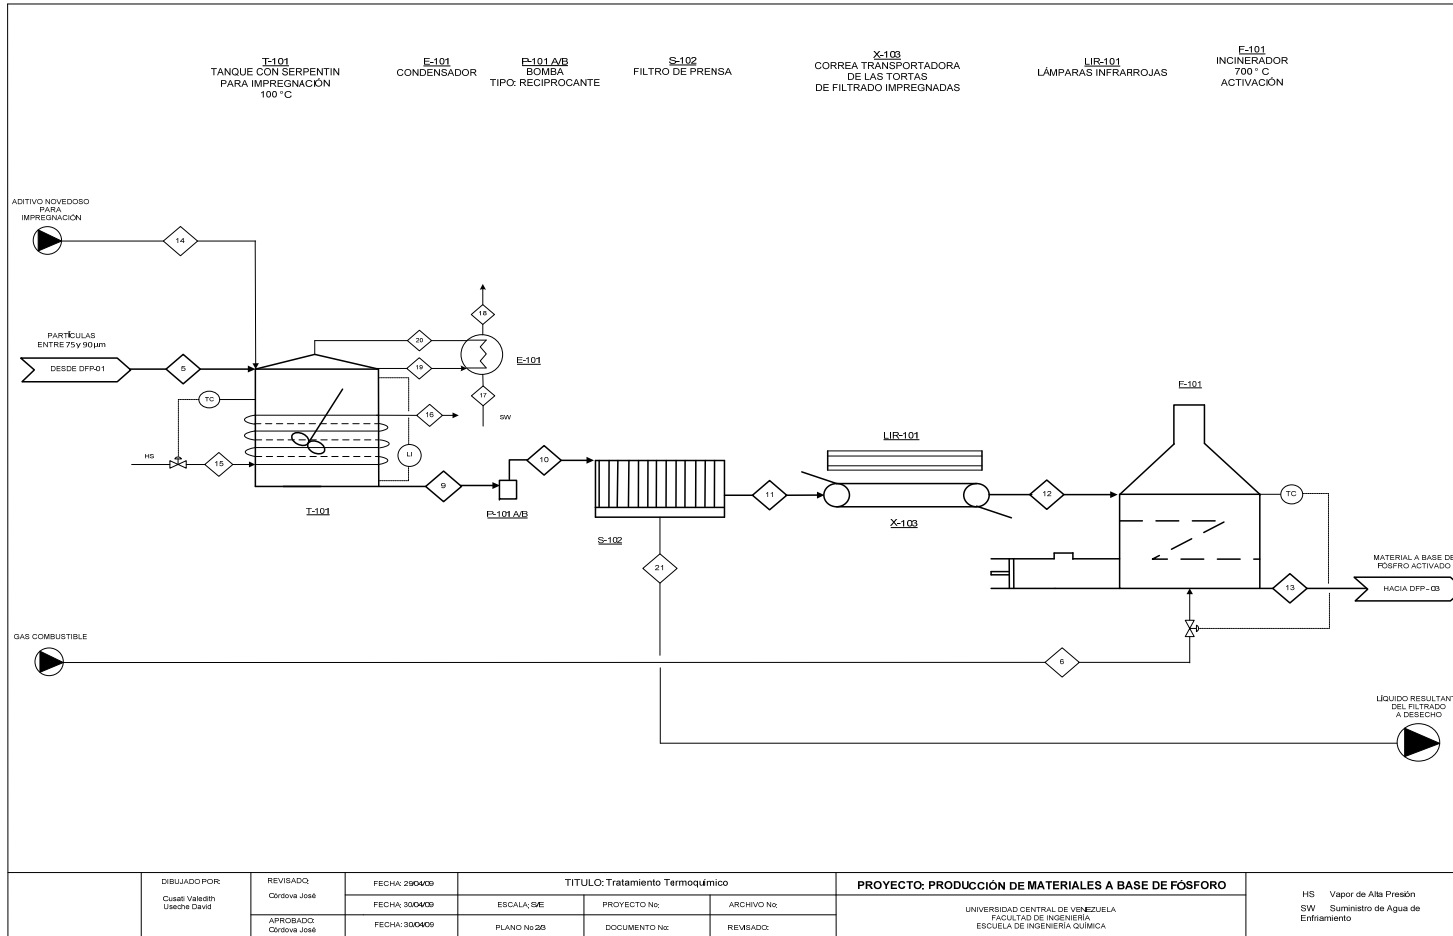 T-101
TANQUE CON SERPENTIN
PARA IMPREGNACIÓN
100 °C
E-101
CONDENSADOR
P-101 A/B
BOMBA
TIPO: RECIPROCANTE
S-102
FILTRO DE PRENSA
X-103
CORREA TRANSPORTADORA
DE LAS TORTAS
DE FILTRADO IMPREGNADAS
LIR-101
LÁMPARAS INFRARROJAS
F-101
INCINERADOR
700 ° C
ACTIVACIÓN
ADITIVO NOVEDOSO
PARA
IMPREGNACIÓN
14
18
PARTÍCULAS
ENTRE 75 y 90 µm
DESDE DFP-01
5
20
19
E-101
17
SW
TC
16
HS
15
LI
9
T-101
10
P-101 A/B
S-102
11
LIR-101
X-103
12
F-101
TC
21
13
MATERIAL A BASE DE
FÓSFRO ACTIVADO
HACIA DFP - 03
GAS COMBUSTIBLE
6
LÍQUIDO RESULTANT
DEL FILTRADO
A DESECHO
DIBUJADO POR:
Cusati Valedith
Useche David
REVISADO:
Córdova José
APROBADO:
Córdova José
FECHA: 29/04/09
FECHA: 30/04/09
FECHA: 30/04/09
TITULO: Tratamiento Termoquímico
ESCALA: S/E
PROYECTO No:
ARCHIVO No:
PLANO No 2/3
DOCUMENTO No:
REVISADO:
PROYECTO: PRODUCCIÓN DE MATERIALES A BASE DE FÓSFORO
UNIVERSIDAD CENTRAL DE VENEZUELA
FACULTAD DE INGENIERÍA
ESCUELA DE INGENIERÍA QUÍMICA
HS Vapor de Alta Presión
SW Suministro de Agua de
Enfriamiento